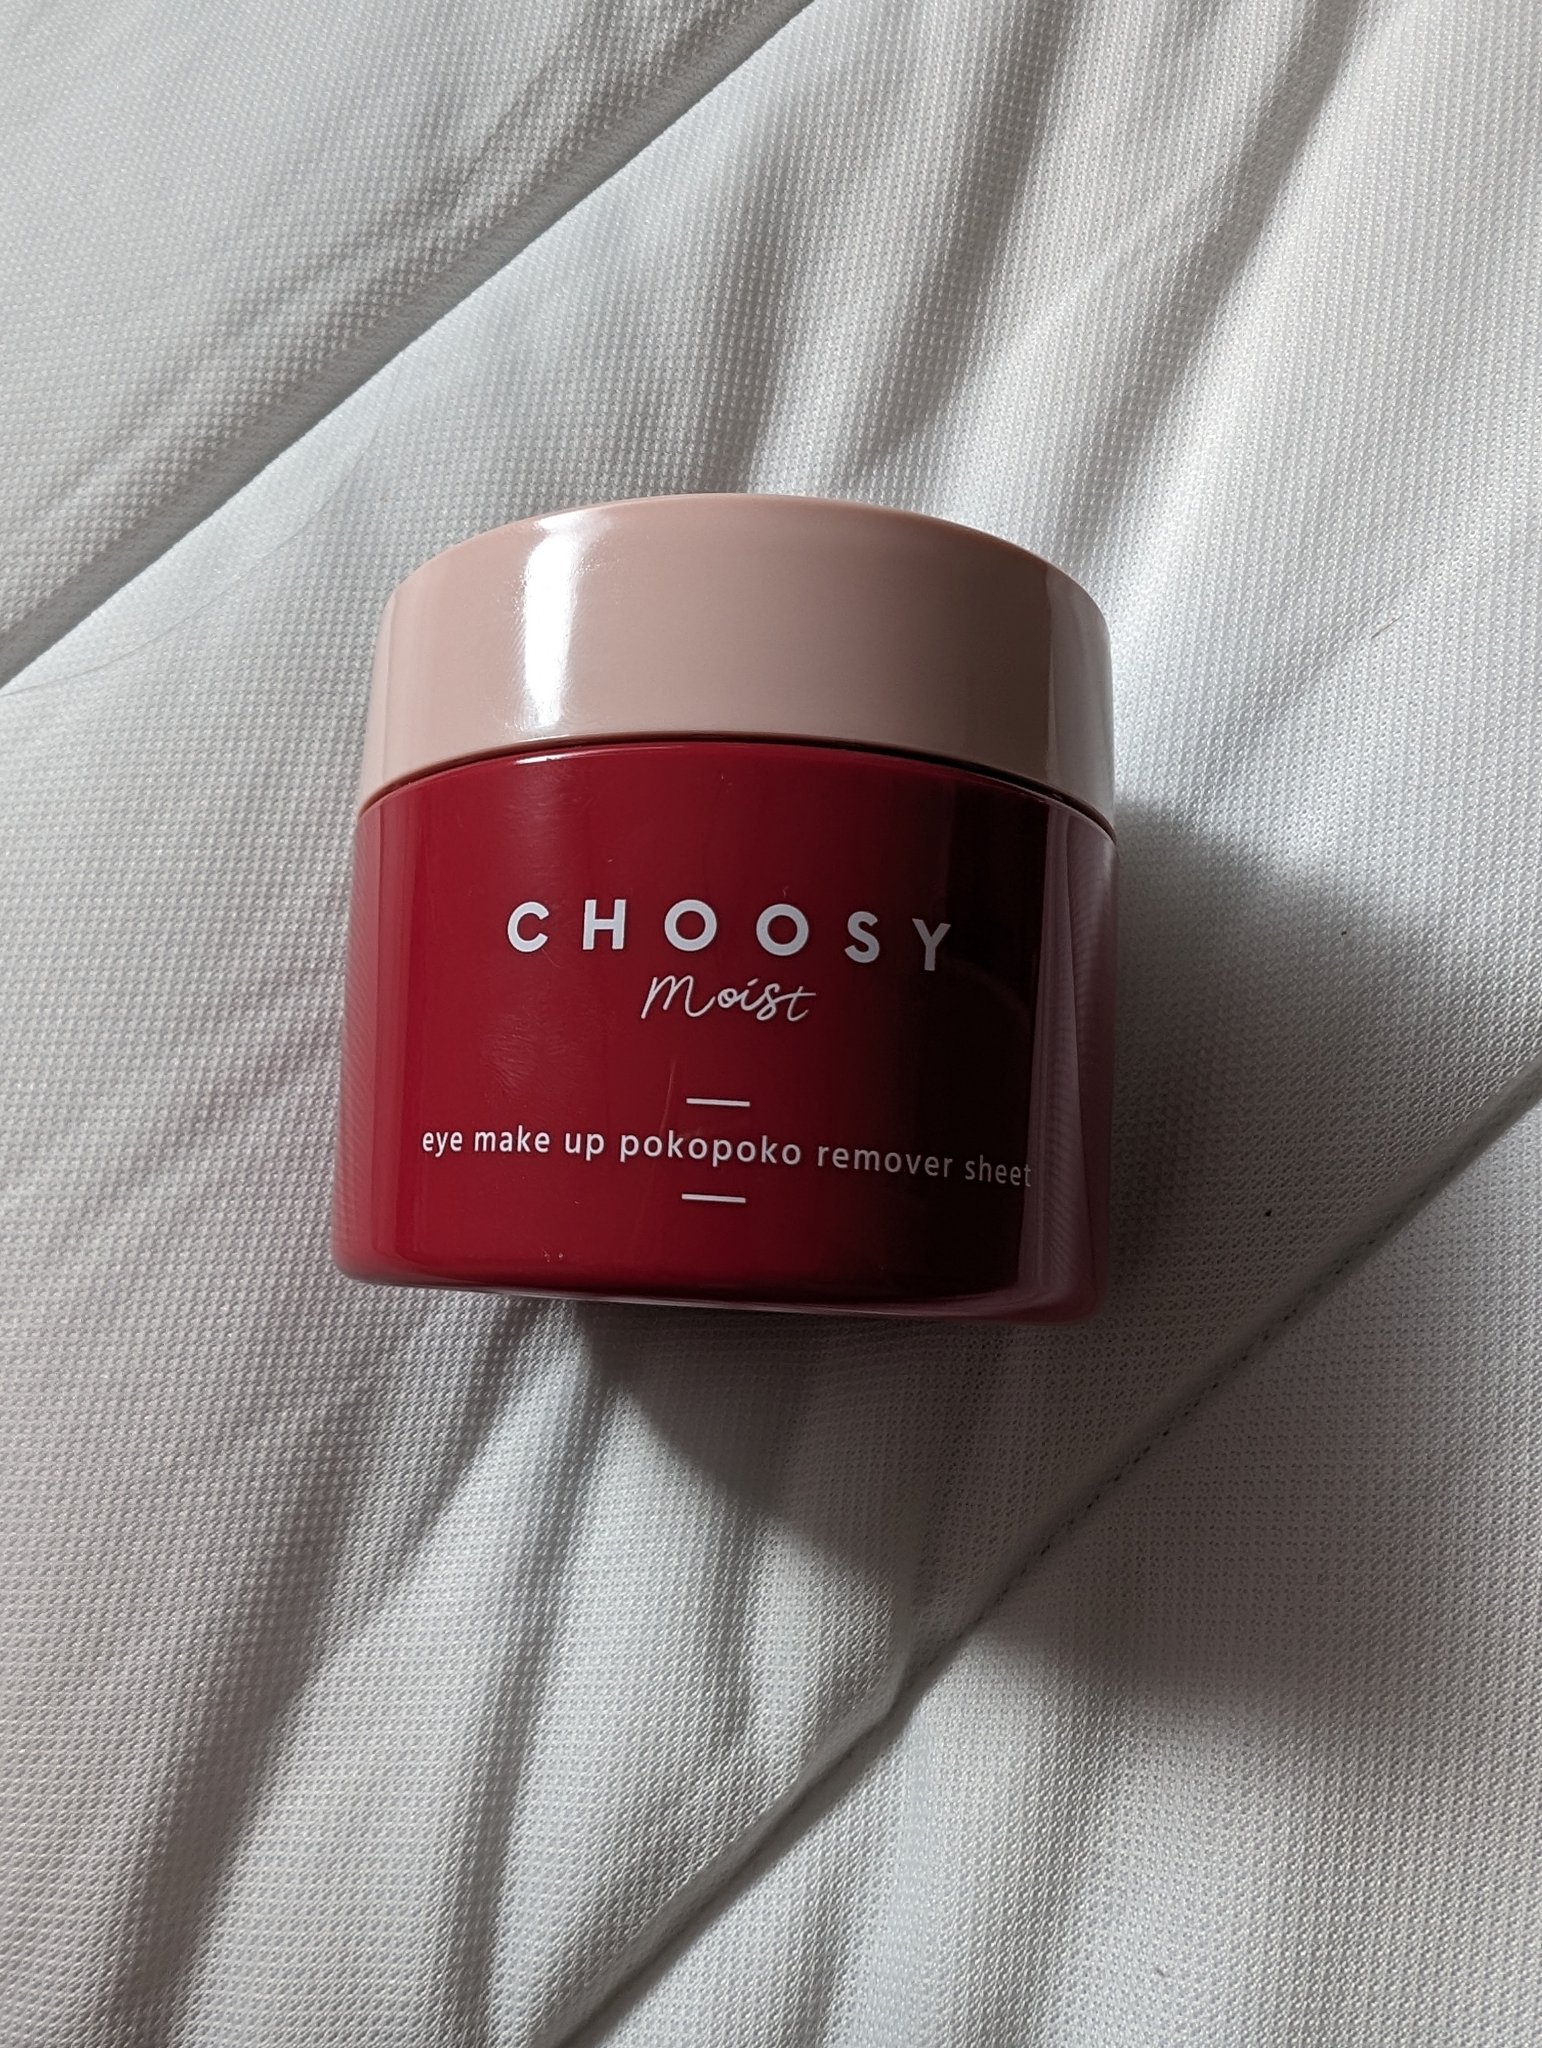 CHOOSY
Moist
eye make up pokopoko remover sheet